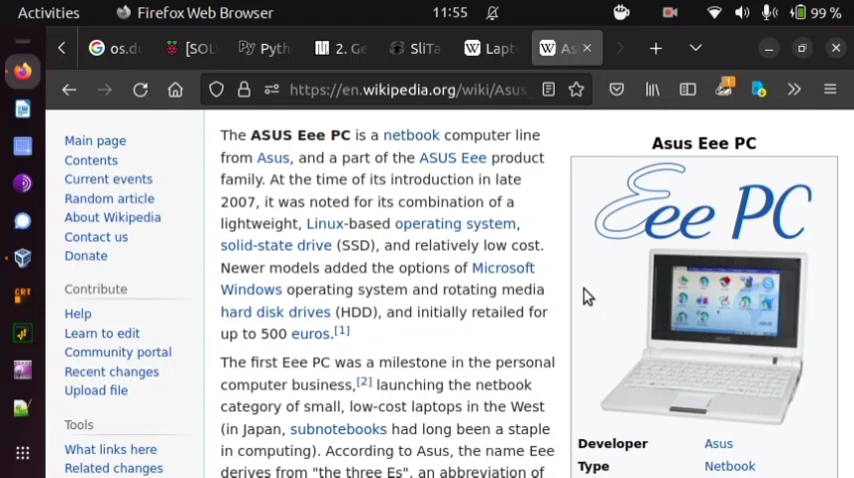 Activities Firefox Web Browser 11:55 99 %
os.d [SOL Pyth 2. Ge SliTa W Lapt W As
https://en.wikipedia.org/wiki/Asus
Main page
Contents
Current events
Random article
About Wikipedia
Contact us
Donate
Contribute
Help
Learn to edit
Community portal
Recent changes
Upload file
Tools
What links here
Related changes
The ASUS Eee PC is a netbook computer line
from Asus, and a part of the ASUS Eee product
family. At the time of its introduction in late
2007, it was noted for its combination of a
lightweight, Linux-based operating system,
solid-state drive (SSD), and relatively low cost.
Newer models added the options of Microsoft
Windows operating system and rotating media
hard disk drives (HDD), and initially retailed for
up to 500 euros.[1]
The first Eee PC was a milestone in the personal
computer business,[2] launching the netbook
category of small, low-cost laptops in the West
(in Japan, subnotebooks had long been a staple
in computing). According to Asus, the name Eee
derives from "the three Es", an abbreviation of
Asus Eee PC
Eee PC
Developer Asus
Type Netbook
CRT